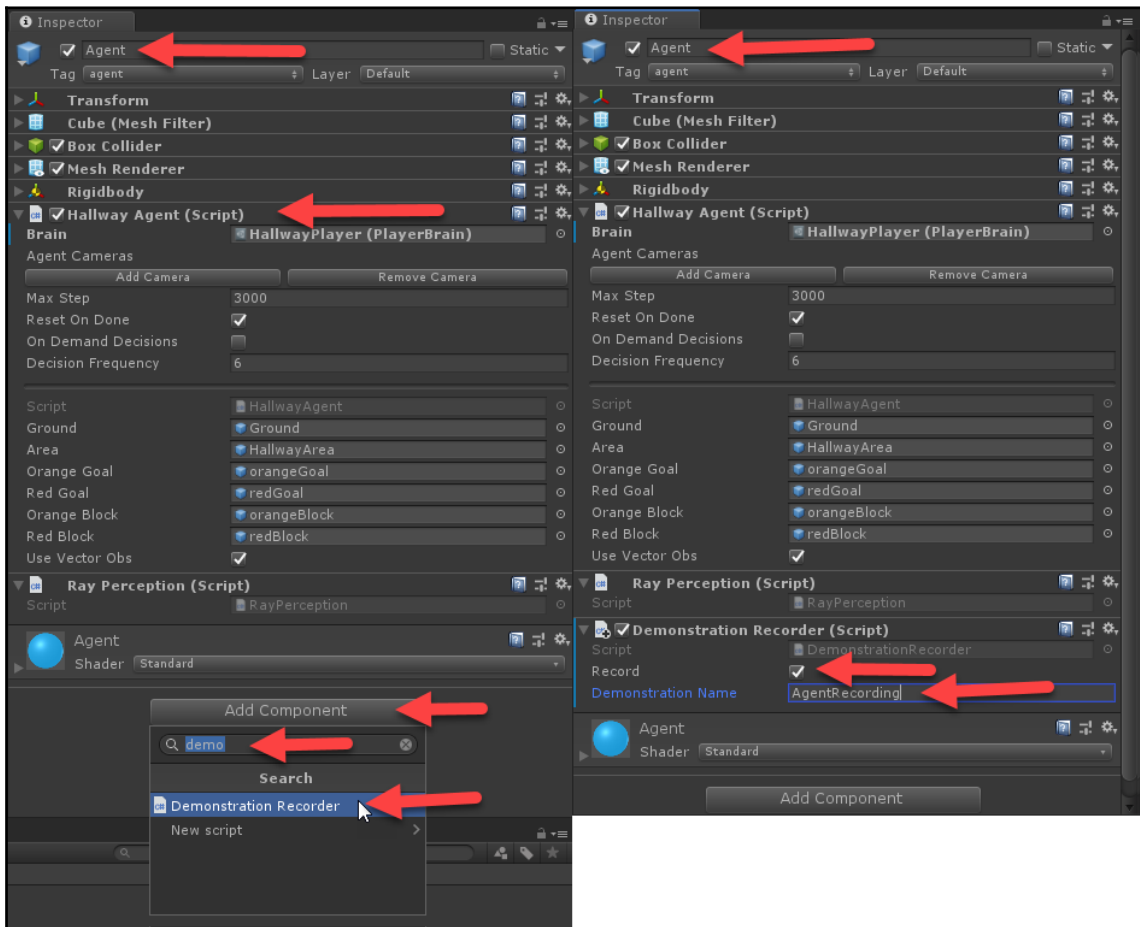 Inspector
Agent
Static
Tag agent Layer Default
Transform
Cube (Mesh Filter)
Box Collider
Mesh Renderer
Rigidbody
Hallway Agent (Script)
Brain HallwayPlayer (PlayerBrain)
Agent Cameras
Add Camera Remove Camera
Max Step 3000
Reset On Done
On Demand Decisions
Decision Frequency 6
Script HallwayAgent
Ground Ground
Area HallwayArea
Orange Goal orangeGoal
Red Goal redGoal
Orange Block orangeBlock
Red Block redBlock
Use Vector Obs
Ray Perception (Script)
Script RayPerception
Agent
Shader Standard
Add Component
demo
Search
Demonstration Recorder
New script
Inspector
Agent
Static
Tag agent Layer Default
Transform
Cube (Mesh Filter)
Box Collider
Mesh Renderer
Rigidbody
Hallway Agent (Script)
Brain HallwayPlayer (PlayerBrain)
Agent Cameras
Add Camera Remove Camera
Max Step 3000
Reset On Done
On Demand Decisions
Decision Frequency 6
Script HallwayAgent
Ground Ground
Area HallwayArea
Orange Goal orangeGoal
Red Goal redGoal
Orange Block orangeBlock
Red Block redBlock
Use Vector Obs
Ray Perception (Script)
Script RayPerception
Demonstration Recorder (Script)
Script DemonstrationRecorder
Record
Demonstration Name AgentRecording
Agent
Shader Standard
Add Component